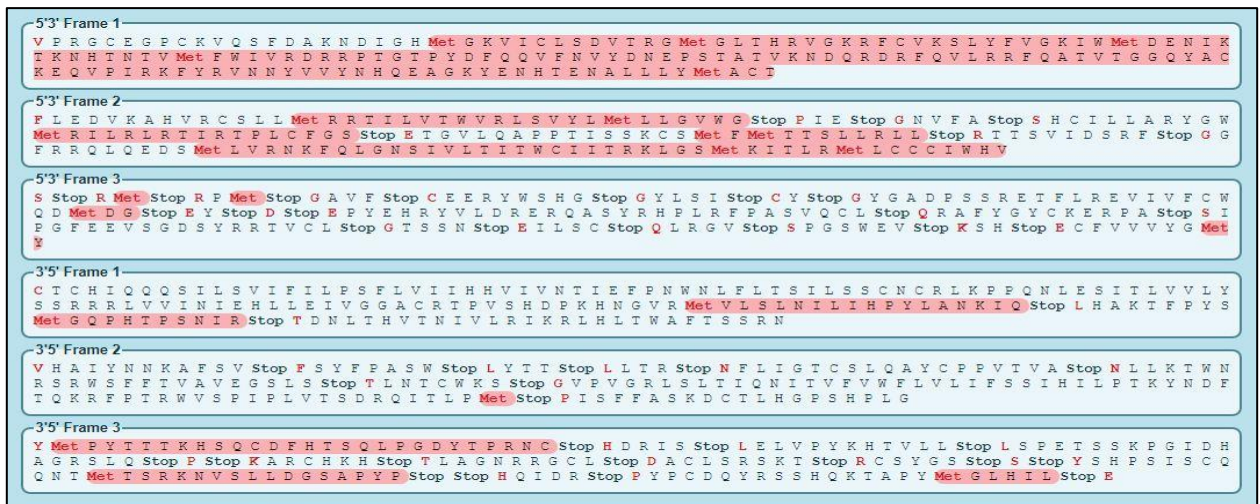 5'3' Frame 1
V P R G C E G P C K V Q S F D A K N D I G H Met G K V I C L S D V T R G Met G L T H R V G K R F C V K S L Y F V G K I W Met D E N I K
T K N H T N T V Met F W I V R D R R P T G T P Y D F Q Q V F N V Y D N E P S T A T V K N D Q R D R F Q V L R R F Q A T V T G G Q Y A C
K E Q V P I R K F Y R V N N Y V V Y N H Q E A G K Y E N H T E N A L L L Y Met A C T
5'3' Frame 2
F L E D V K A H V R C S L L Met R R T I L V T W V R L S V Y L Met L L G V W G Stop P I E Stop G N V F A Stop S H C I L L A R Y G W
Met R I L R L R T I R T P L C F G S Stop E T G V L Q A P P T I S S K C S Met F Met T T S L L R L L Stop R T T S V I D S R F Stop G G
F R R Q L Q E D S Met L V R N K F Q L G N S I V L T I T W C I I T R K L G S Met K I T L R Met L C C C I W H V
5'3' Frame 3
S Stop R Met Stop R P Met Stop G A V F Stop C E E R Y W S H G Stop G Y L S I Stop C Y Stop G Y G A D P S S R E T F L R E V I V F C W
Q D Met D G Stop E Y Stop D Stop E P Y E H R Y V L D R E R Q A S Y R H P L R F P A S V Q C L Stop Q R A F Y G Y C K E R P A Stop S I
P G F E E V S G D S Y R R T V C L Stop G T S S N Stop E I L S C Stop Q L R G V Stop S P G S W E V Stop K S H Stop E C F V V V Y G Met
Y
3'5' Frame 1
C T C H I Q Q Q S I L S V I F I L P S F L V I I H H V I V N T I E F P N W N L F L T S I L S S C N C R L K P P Q N L E S I T L V V L Y
S S R R R L V V I N I E H L L E I V G G A C R T P V S H D P K H N G V R Met V L S L N I L I H P Y L A N K I Q Stop L H A K T F P Y S
Met G Q P H T P S N I R Stop T D N L T H V T N I V L R I K R L H L T W A F T S S R N
3'5' Frame 2
V H A I Y N N K A F S V Stop F S Y F P A S W Stop L Y T T Stop L L T R Stop N F L I G T C S L Q A Y C P P V T V A Stop N L L K T W N
R S R W S F F T V A V E G S L S Stop T L N T C W K S Stop G V P V G R L S L T I Q N I T V F V W F L V L I F S S I H I L P T K Y N D F
T Q K R F P T R W V S P I P L V T S D R Q I T L P Met Stop P I S F F A S K D C T L H G P S H P L G
3'5' Frame 3
Y Met P Y T T T K H S Q C D F H T S Q L P G D Y T P R N C Stop H D R I S Stop L E L V P Y K H T V L L Stop L S P E T S S K P G I D H
A G R S L Q Stop P Stop K A R C H K H Stop T L A G N R R G C L Stop D A C L S R S K T Stop R C S Y G S Stop S Stop Y S H P S I S C Q
Q N T Met T S R K N V S L L D G S A P Y P Stop Stop H Q I D R Stop P Y P C D Q Y R S S H Q K T A P Y Met G L H I L Stop E